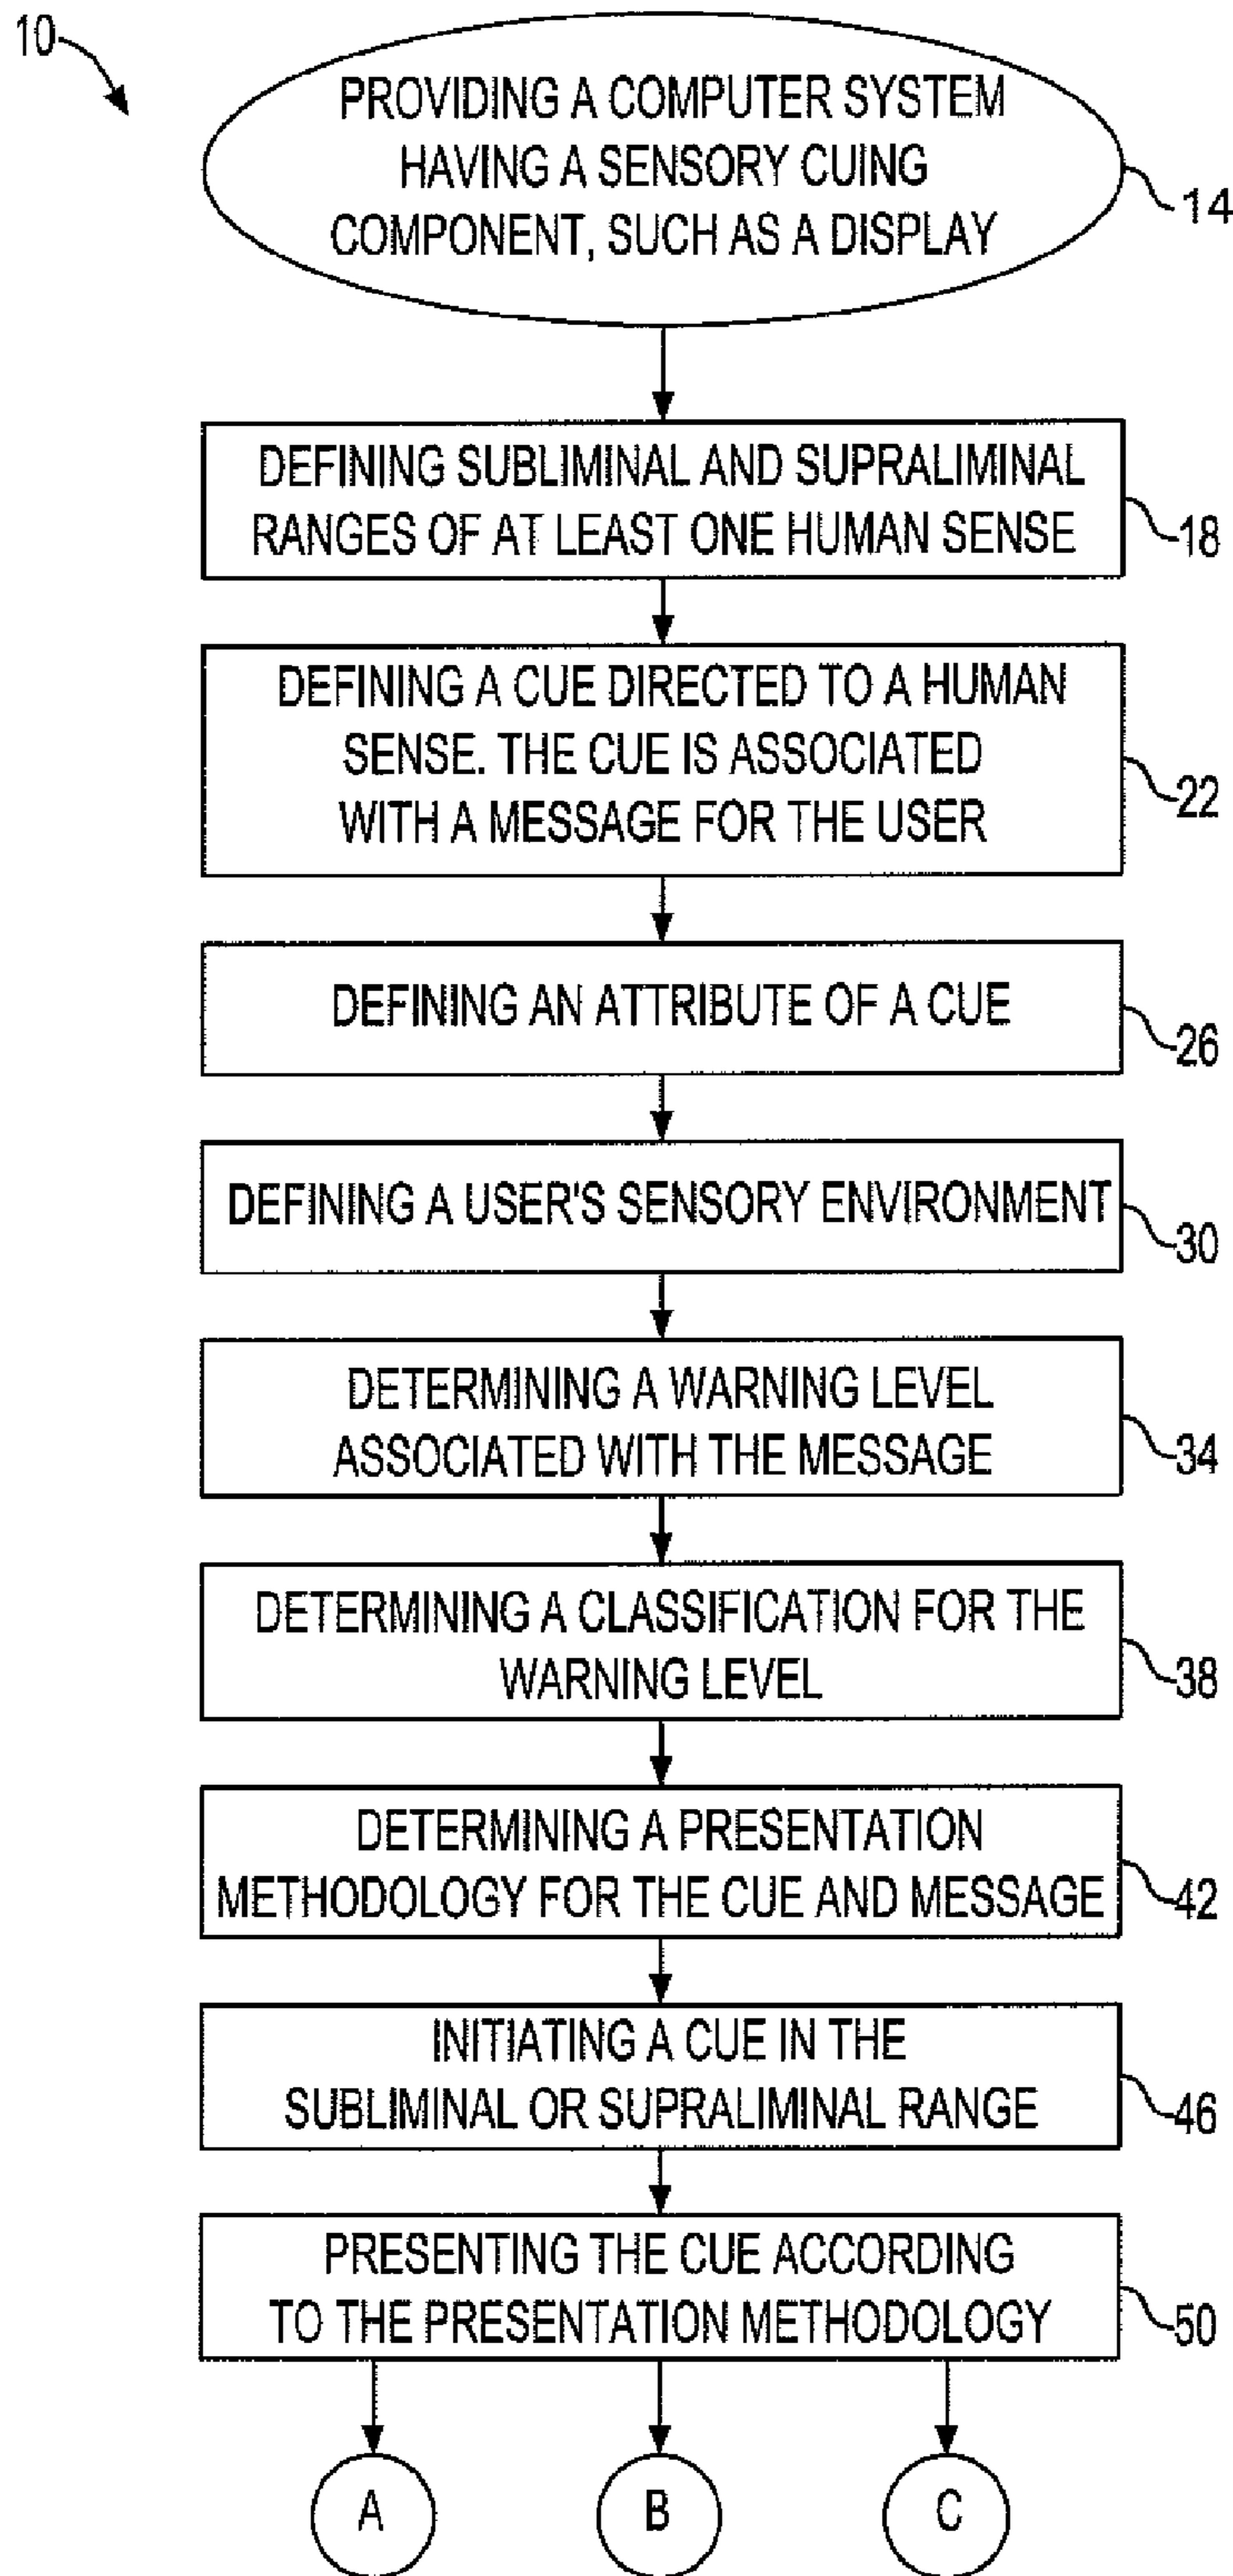 10
PROVIDING A COMPUTER SYSTEM
HAVING A SENSORY CUING
COMPONENT, SUCH AS A DISPLAY
14
DEFINING SUBLIMINAL AND SUPRALIMINAL
RANGES OF AT LEAST ONE HUMAN SENSE
18
DEFINING A CUE DIRECTED TO A HUMAN
SENSE. THE CUE IS ASSOCIATED
WITH A MESSAGE FOR THE USER
22
DEFINING AN ATTRIBUTE OF A CUE
26
DEFINING A USER'S SENSORY ENVIRONMENT
30
DETERMINING A WARNING LEVEL
ASSOCIATED WITH THE MESSAGE
34
DETERMINING A CLASSIFICATION FOR THE
WARNING LEVEL
38
DETERMINING A PRESENTATION
METHODOLOGY FOR THE CUE AND MESSAGE
42
INITIATING A CUE IN THE
SUBLIMINAL OR SUPRALIMINAL RANGE
46
PRESENTING THE CUE ACCORDING
TO THE PRESENTATION METHODOLOGY
50
A B C